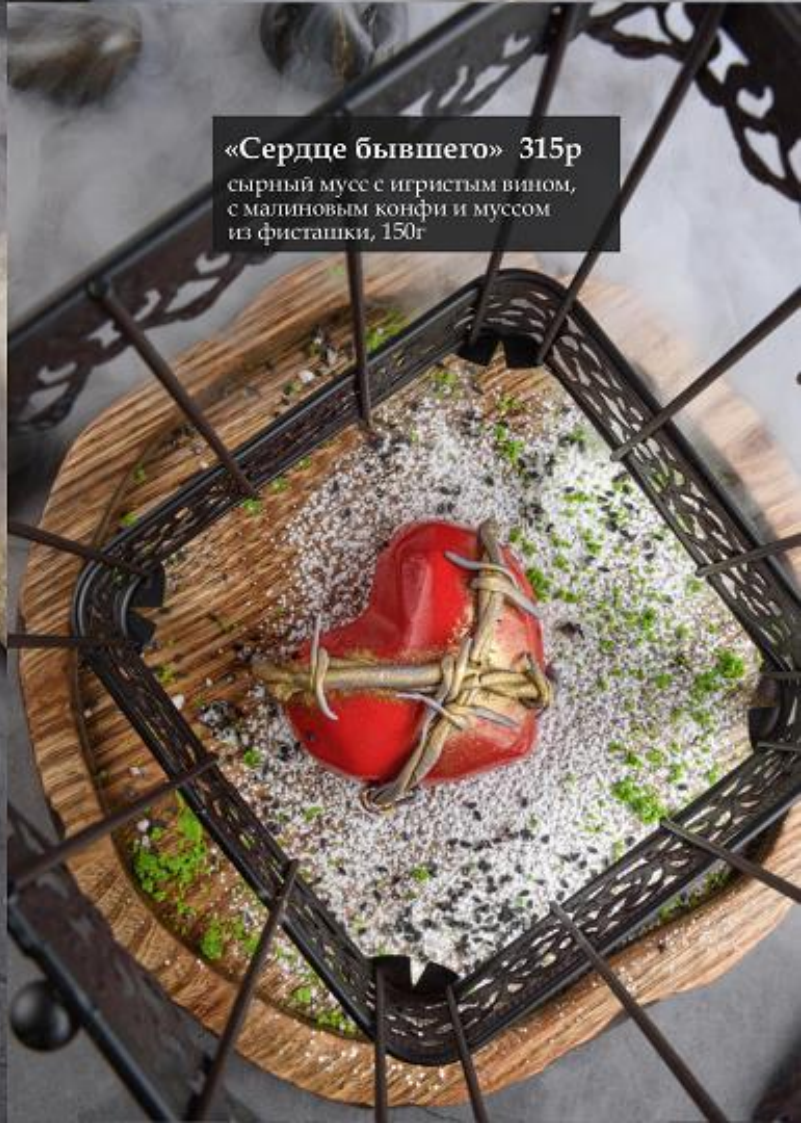 «Сердце бывшего» 315р
сырный мусс с игристым вином,
с малиновым конфи и муссом
из фисташки, 150г